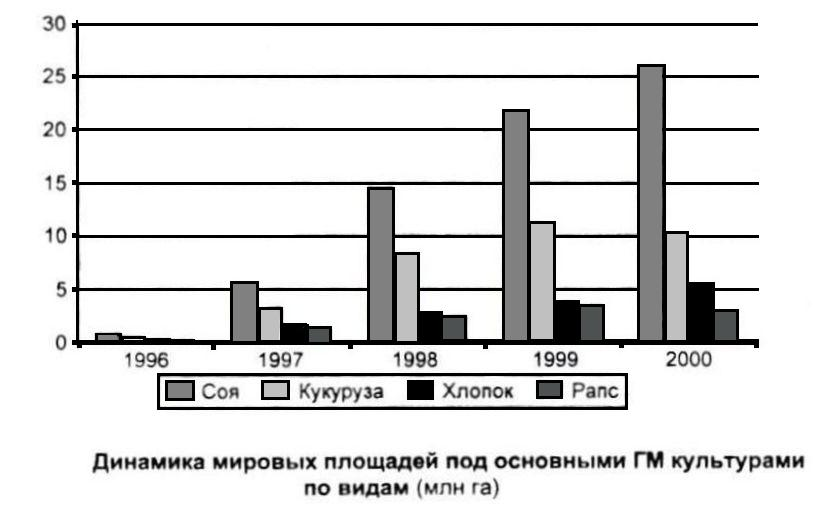 30
25
20
15
10
5
0
1996 1997 1998 1999 2000
Соя Кукуруза Хлопок Рапс
Динамика мировых площадей под основными ГМ культурами
по видам (млн га)